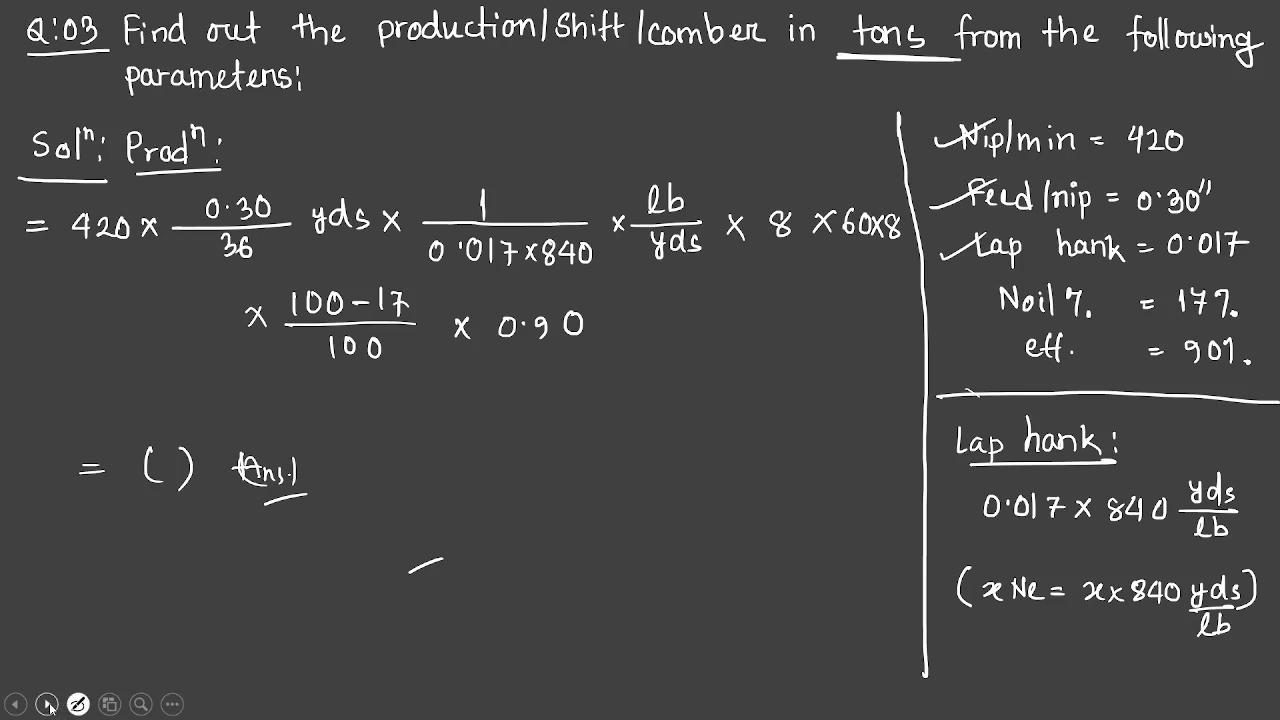 Q:03 Find out the production/Shift/comber in tons from the following
parameters:
Solⁿ: Prodⁿ:
= 420 × 0.30/36 yds × 1/(0.017×840) × lb/yds × 8 × 60×8
× (100-17)/100 × 0.90
= ( ) (Ans.)
Nip/min = 420
Feed/nip = 0.30"
Lap hank = 0.017
Noil %. = 17%.
eff. = 90%.
Lap hank:
0.017 × 840 yds/lb
(x Ne = x × 840 yds/lb)